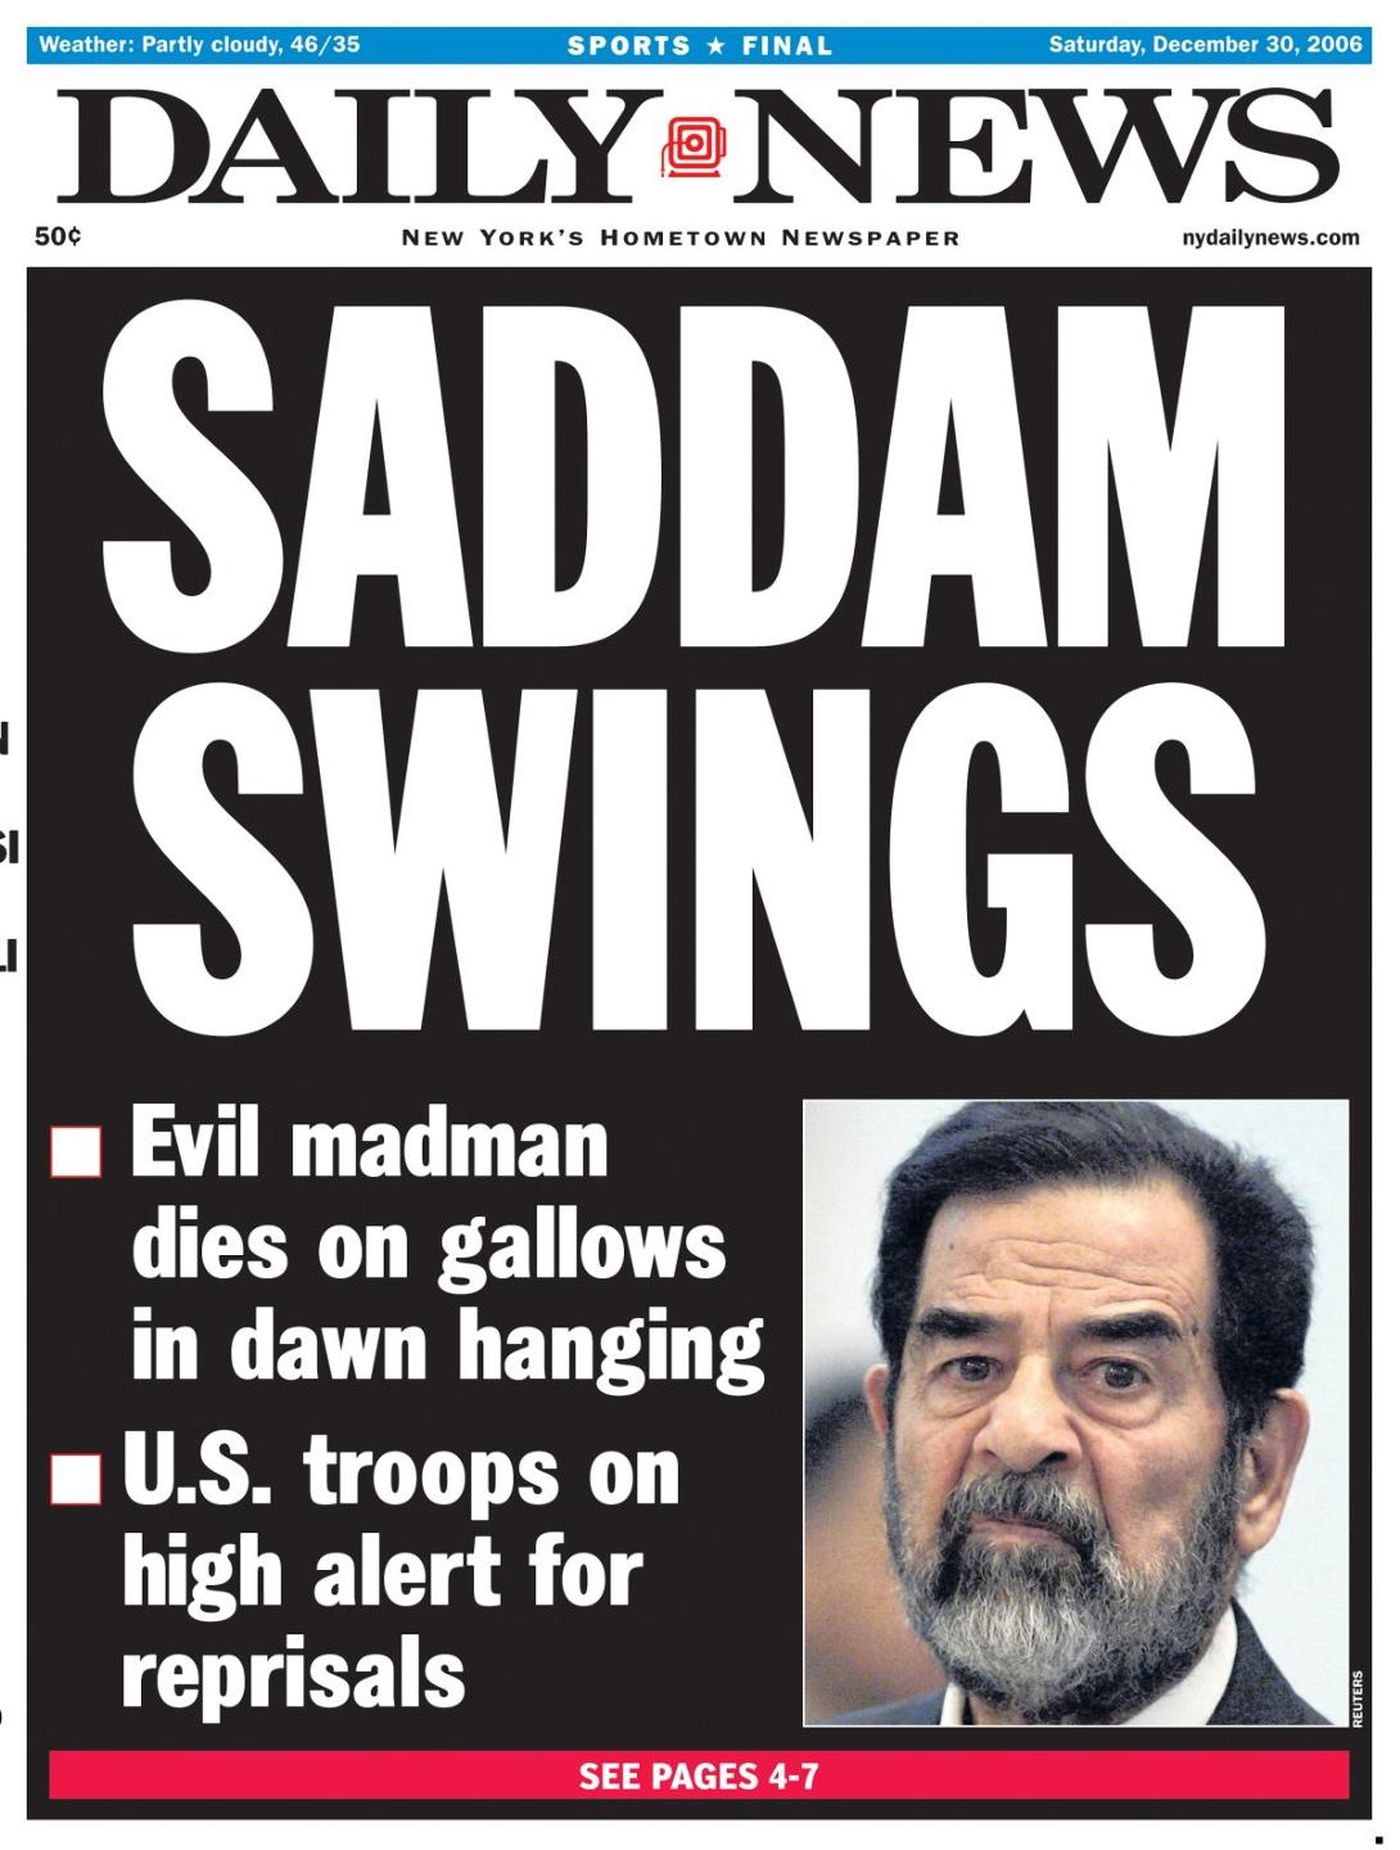 Weather: Partly cloudy, 46/35
SPORTS ★ FINAL
Saturday, December 30, 2006
DAILY NEWS
50¢
NEW YORK'S HOMETOWN NEWSPAPER
nydailynews.com
SADDAM
SWINGS
Evil madman
dies on gallows
in dawn hanging
U.S. troops on
high alert for
reprisals
REUTERS
SEE PAGES 4-7